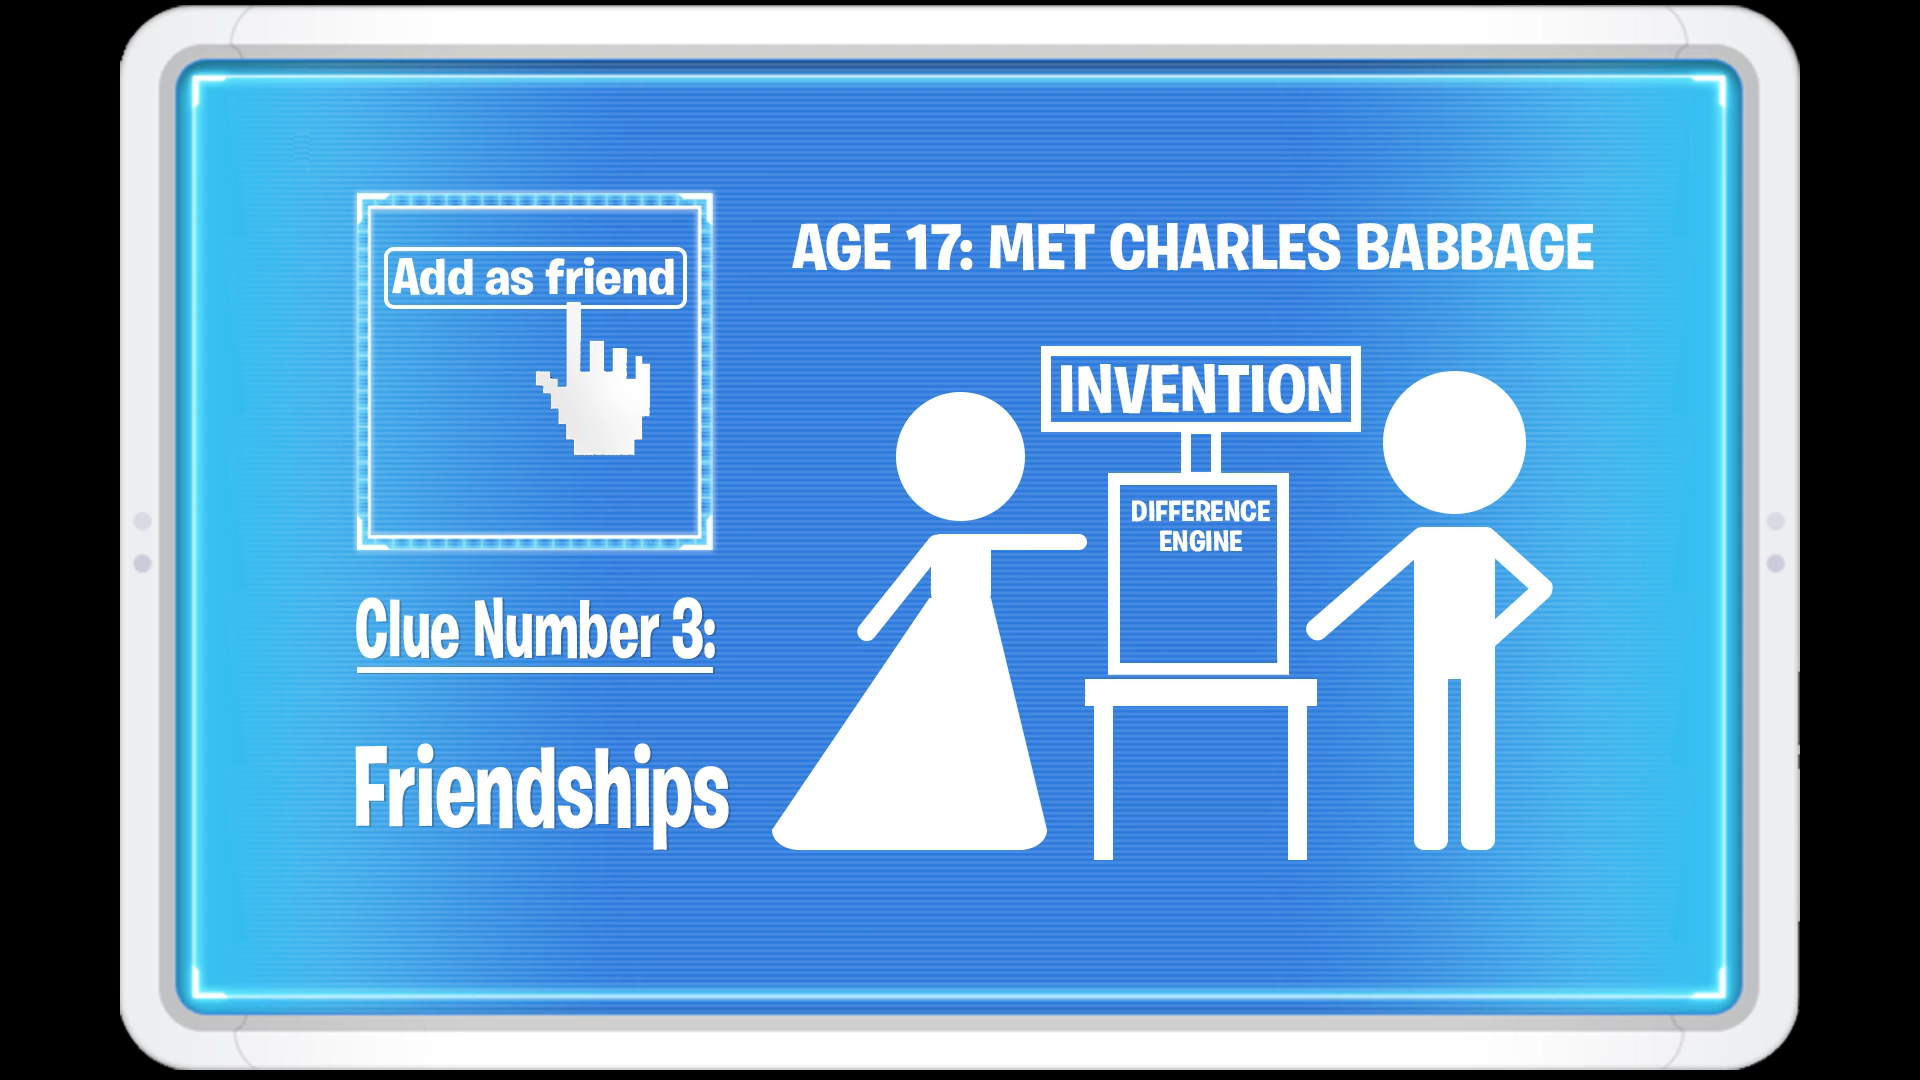 Add as friend
Clue Number 3:
Friendships
AGE 17: MET CHARLES BABBAGE
INVENTION
DIFFERENCE
ENGINE